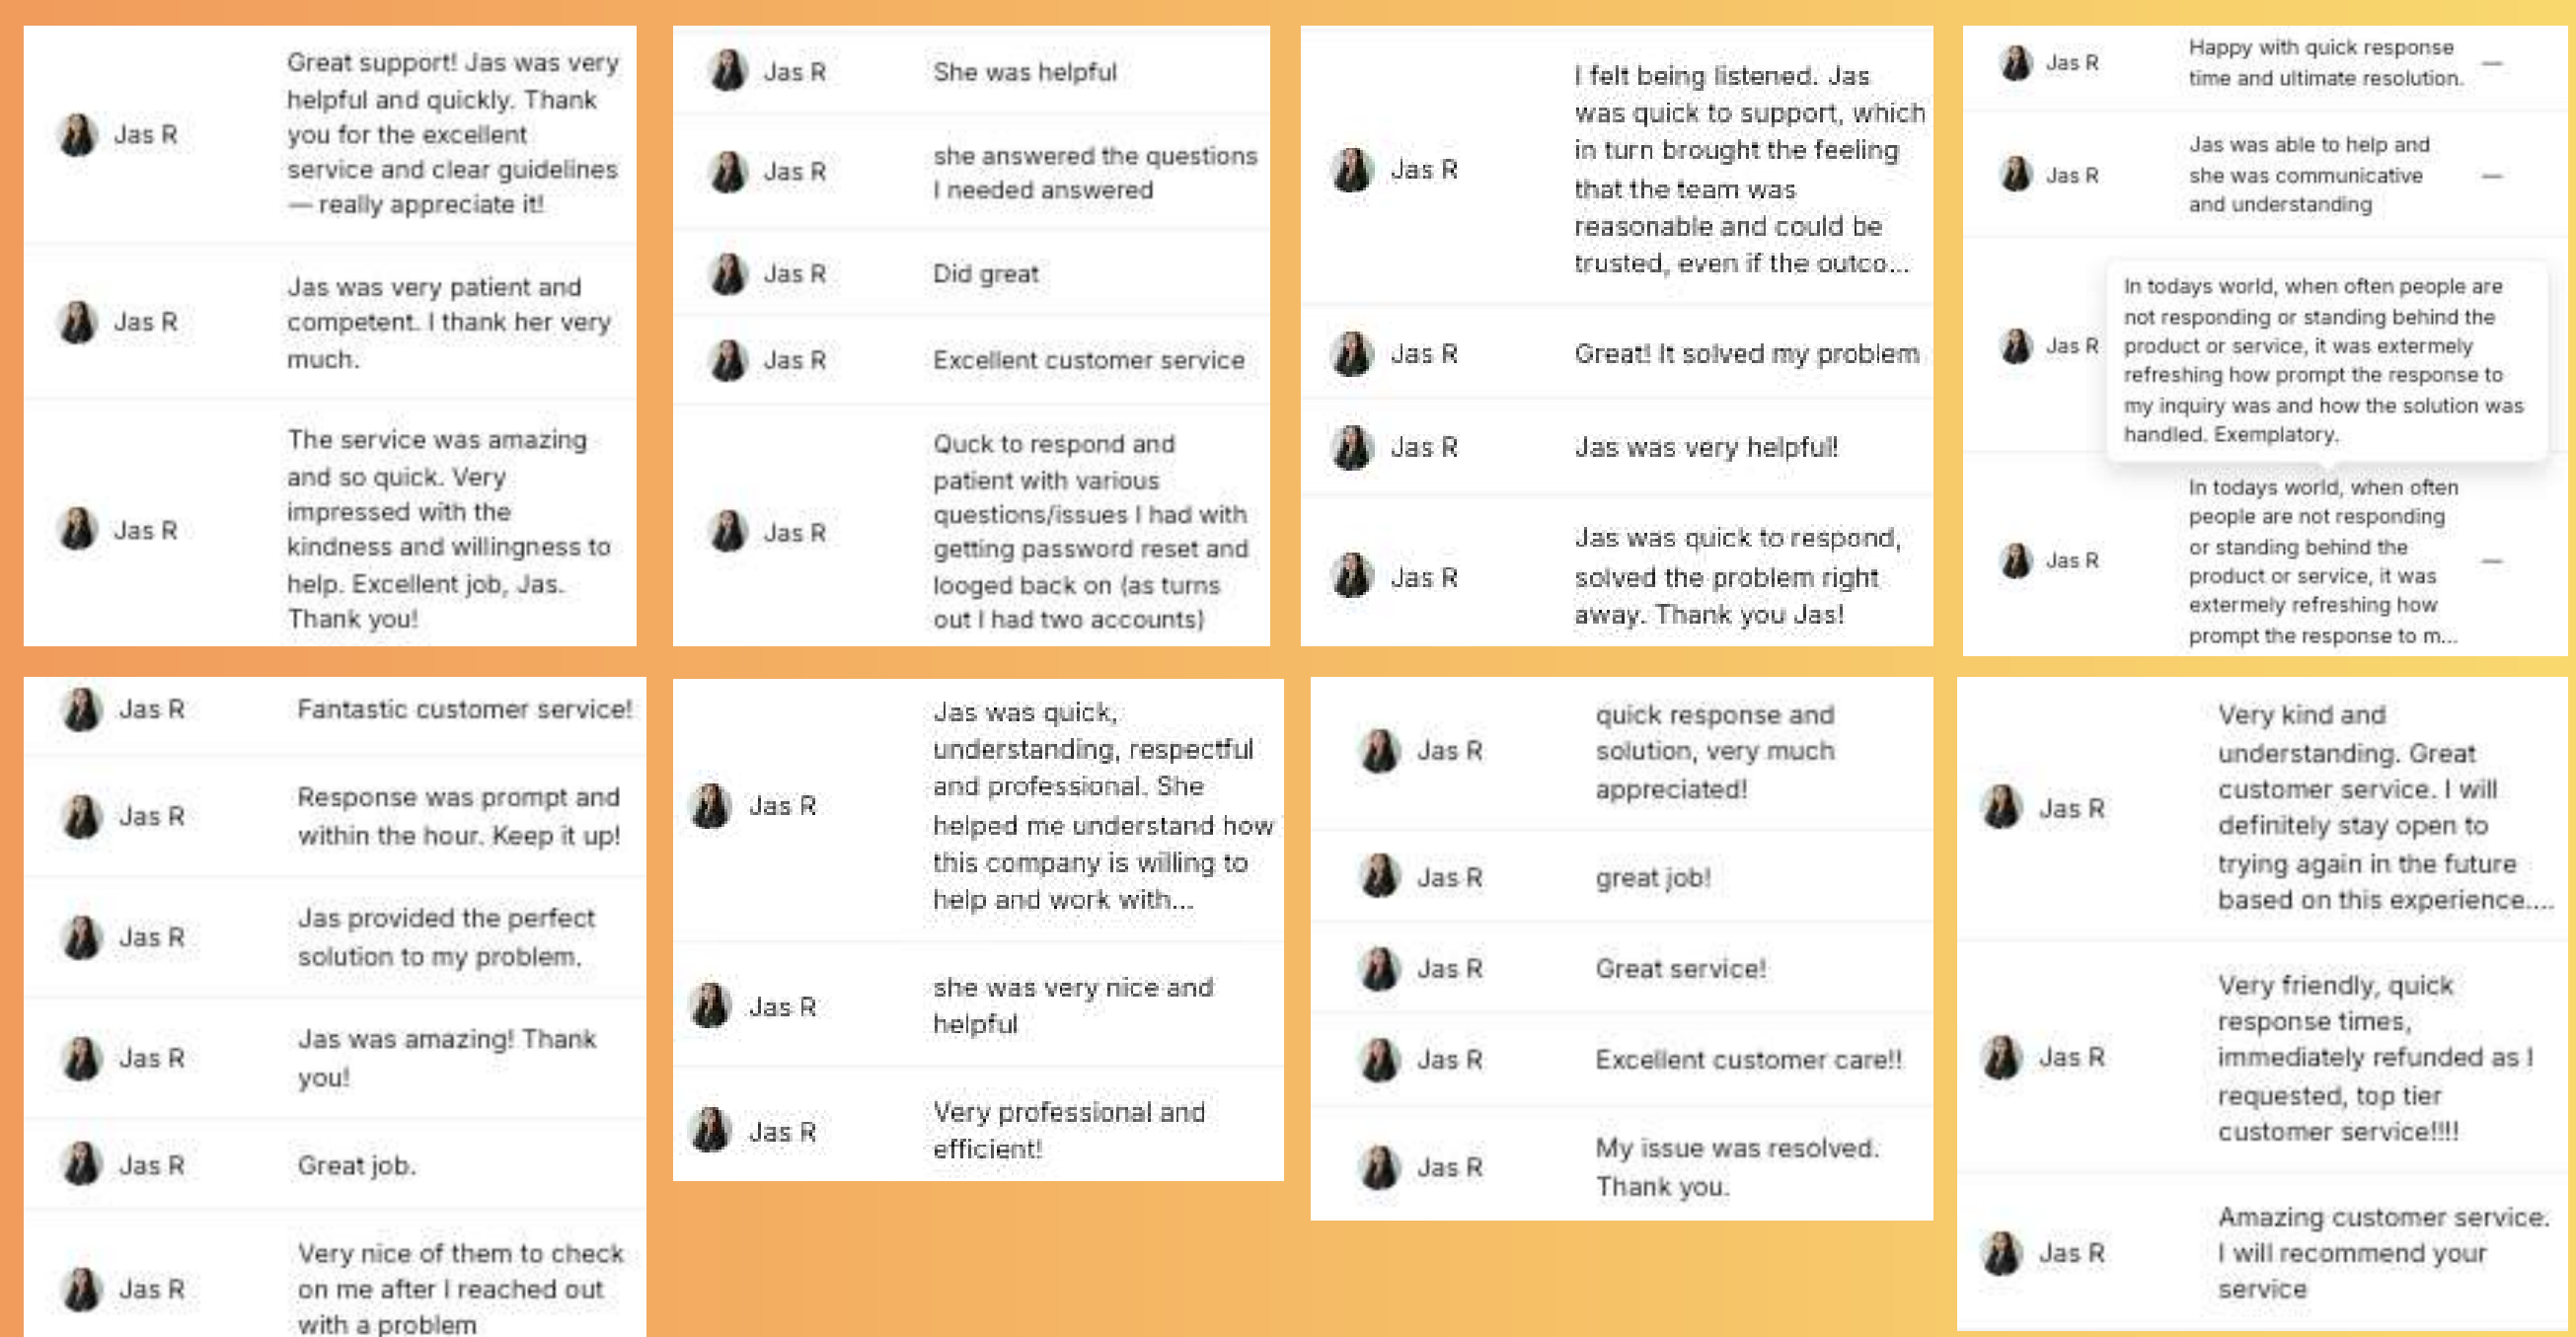 Jas R
Great support! Jas was very
helpful and quickly. Thank
you for the excellent
service and clear guidelines
— really appreciate it!
Jas R
Jas was very patient and
competent. I thank her very
much.
Jas R
The service was amazing
and so quick. Very
impressed with the
kindness and willingness to
help. Excellent job, Jas.
Thank you!
Jas R
She was helpful
Jas R
she answered the questions
I needed answered
Jas R
Did great
Jas R
Excellent customer service
Jas R
Quck to respond and
patient with various
questions/issues I had with
getting password reset and
looged back on (as turns
out I had two accounts)
Jas R
I felt being listened. Jas
was quick to support, which
in turn brought the feeling
that the team was
reasonable and could be
trusted, even if the outco...
Jas R
Great! It solved my problem
Jas R
Jas was very helpful!
Jas R
Jas was quick to respond,
solved the problem right
away. Thank you Jas!
Jas R
Happy with quick response
time and ultimate resolution.
—
Jas R
Jas was able to help and
she was communicative
and understanding
—
Jas R
In todays world, when often people are
not responding or standing behind the
product or service, it was extermely
refreshing how prompt the response to
my inquiry was and how the solution was
handled. Exemplatory.
Jas R
In todays world, when often
people are not responding
or standing behind the
product or service, it was
extermely refreshing how
prompt the response to m...
—
Jas R
Fantastic customer service!
Jas R
Response was prompt and
within the hour. Keep it up!
Jas R
Jas provided the perfect
solution to my problem.
Jas R
Jas was amazing! Thank
you!
Jas R
Great job.
Jas R
Very nice of them to check
on me after I reached out
with a problem
Jas R
Jas was quick,
understanding, respectful
and professional. She
helped me understand how
this company is willing to
help and work with...
Jas R
she was very nice and
helpful
Jas R
Very professional and
efficient!
Jas R
quick response and
solution, very much
appreciated!
Jas R
great job!
Jas R
Great service!
Jas R
Excellent customer care!!
Jas R
My issue was resolved.
Thank you.
Jas R
Very kind and
understanding. Great
customer service. I will
definitely stay open to
trying again in the future
based on this experience....
Jas R
Very friendly, quick
response times,
immediately refunded as I
requested, top tier
customer service!!!!
Jas R
Amazing customer service.
I will recommend your
service